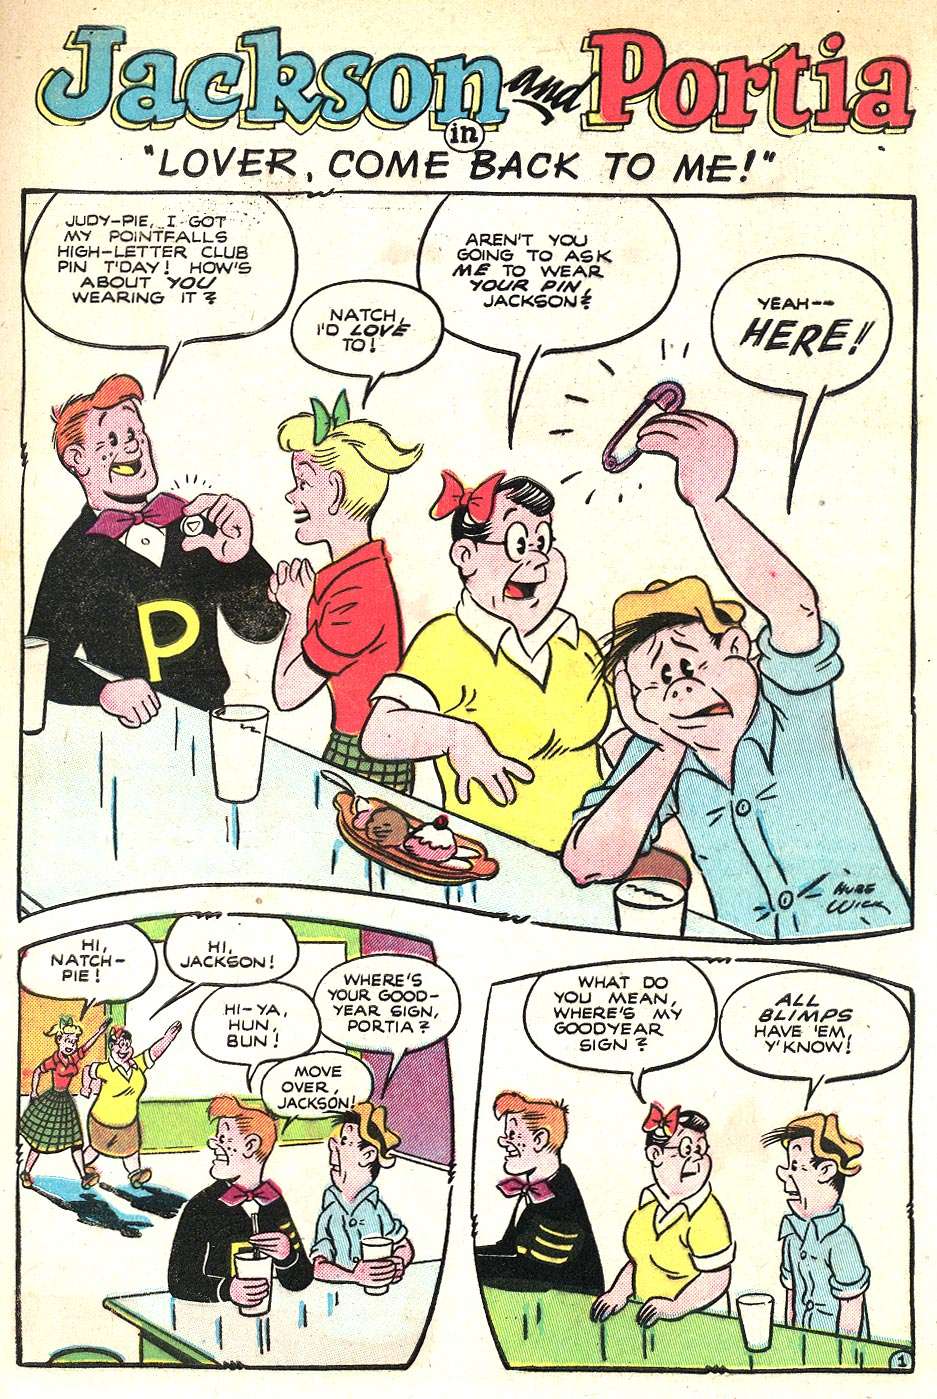 Jackson and Portia
in
"LOVER, COME BACK TO ME!"
JUDY-PIE, I GOT
MY POINTFALLS
HIGH-LETTER CLUB
PIN T'DAY! HOW'S
ABOUT YOU
WEARING IT?
NATCH,
I'D LOVE
TO!
AREN'T YOU
GOING TO ASK
ME TO WEAR
YOUR PIN,
JACKSON?
YEAH--
HERE!!
P
HUBE
WICK
HI,
NATCH-
PIE!
HI,
JACKSON!
HI-YA,
HUN,
BUN!
WHERE'S
YOUR GOOD-
YEAR SIGN,
PORTIA?
MOVE
OVER,
JACKSON!
WHAT DO
YOU MEAN,
WHERE'S MY
GOODYEAR
SIGN?
ALL
BLIMPS
HAVE 'EM,
Y'KNOW!
1